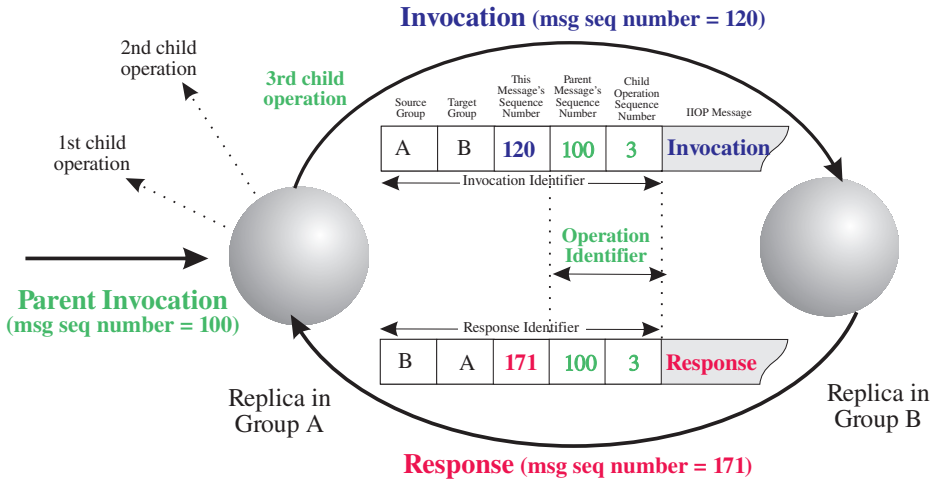 Invocation (msg seq number = 120)
2nd child
operation
3rd child
operation
1st child
operation
Source
Group
Target
Group
This
Message's
Sequence
Number
Parent
Message's
Sequence
Number
Child
Operation
Sequence
Number
IIOP Message
A B 120 100 3 Invocation
Invocation Identifier
Operation
Identifier
Parent Invocation
(msg seq number = 100)
Response Identifier
B A 171 100 3 Response
Replica in
Group A
Replica in
Group B
Response (msg seq number = 171)